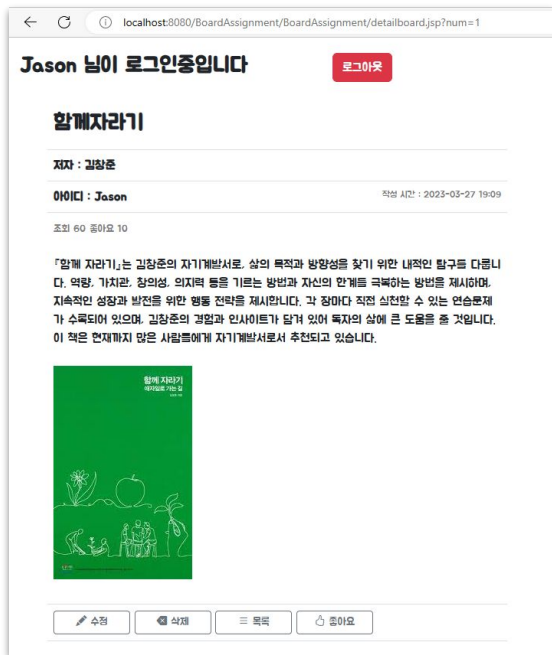 localhost:8080/BoardAssignment/BoardAssignment/detailboard.jsp?num=1
Jason 님이 로그인중입니다
로그아웃
함께자라기
저자 : 김창준
아이디 : Jason
작성 시간 : 2023-03-27 19:09
조회 60 좋아요 10
『함께 자라기』는 김창준의 자기계발서로, 삶의 목적과 방향성을 찾기 위한 내적인 탐구를 다룹니
다. 역량, 가치관, 창의성, 의지력 등을 기르는 방법과 자신의 한계를 극복하는 방법을 제시하며,
지속적인 성장과 발전을 위한 행동 전략을 제시합니다. 각 장마다 직접 실천할 수 있는 연습문제
가 수록되어 있으며, 김창준의 경험과 인사이트가 담겨 있어 독자의 삶에 큰 도움을 줄 것입니다.
이 책은 현재까지 많은 사람들에게 자기계발서로서 추천되고 있습니다.
함께 자라기
애자일로 가는 길
수정
삭제
목록
좋아요